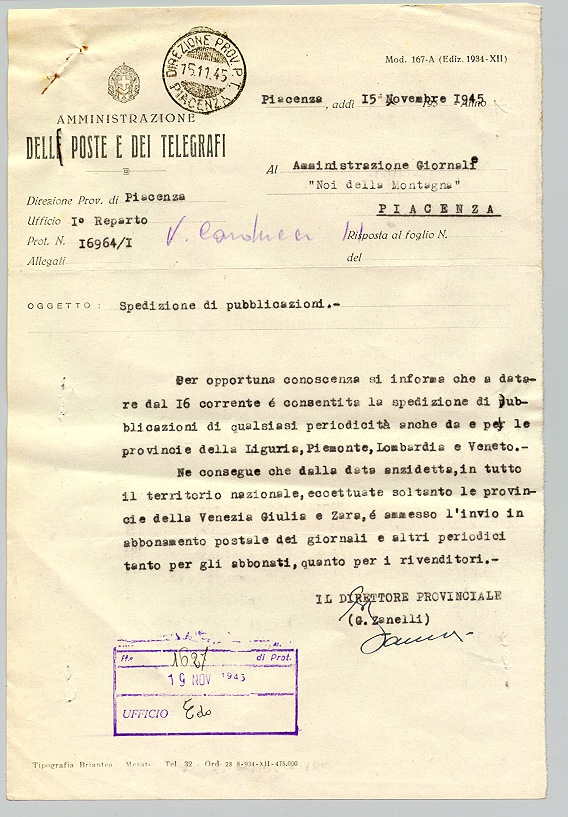 DIREZIONE PROV. P.T.
15.11.45
PIACENZA
Mod. 167-A (Ediz. 1934-XII)
Piacenza, addì 15 Novembre 1945 Anno
AMMINISTRAZIONE
DELLE POSTE E DEI TELEGRAFI
Al Amministrazione Giornale
"Noi della Montagna"
PIACENZA
Direzione Prov. di Piacenza
Ufficio I° Reparto
Prot. N. I6964/I
V. Carducci 11
Risposta al foglio N.
Allegati
del
OGGETTO: Spedizione di pubblicazioni.-
Per opportuna conoscenza si informa che a data-
re dal I6 corrente é consentita la spedizione di pub-
blicazioni di qualsiasi periodicità anche da e per le
provincie della Liguria,Piemonte,Lombardia e Veneto.-
Ne consegue che dalla data anzidetta,in tutto
il territorio nazionale,eccettuate soltanto le provin-
cie della Venezia Giulia e Zara,é ammesso l'invio in
abbonamento postale dei giornali e altri periodici
tanto per gli abbonati,quanto per i rivenditori.-
IL DIRETTORE PROVINCIALE
(G.Zanelli)
N.° di Prot.
19 NOV 1945
UFFICIO
Tipografia Briantea - Merate Tel. 32 - Ord- 28 8-934-XII-475.000